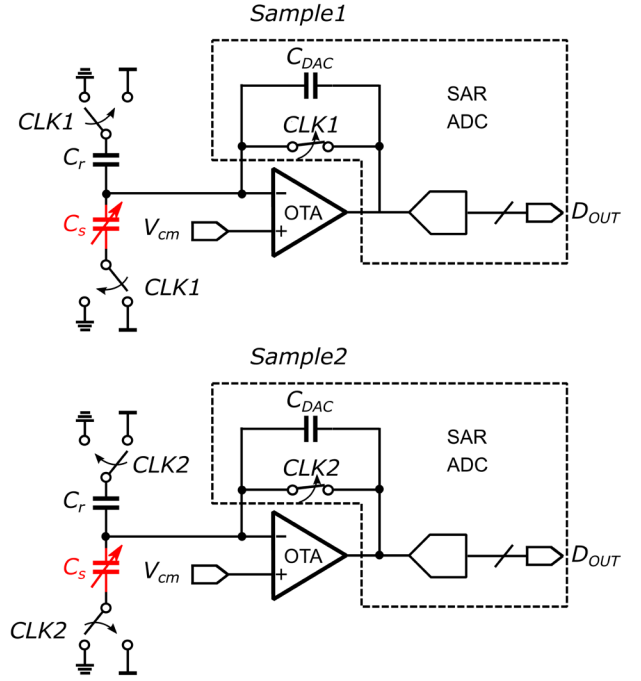 Sample1
C_DAC
SAR
ADC
CLK1
CLK1
C_r
C_s
V_cm
OTA
−
+
D_OUT
CLK1
Sample2
C_DAC
SAR
ADC
CLK2
CLK2
C_r
C_s
V_cm
OTA
−
+
D_OUT
CLK2